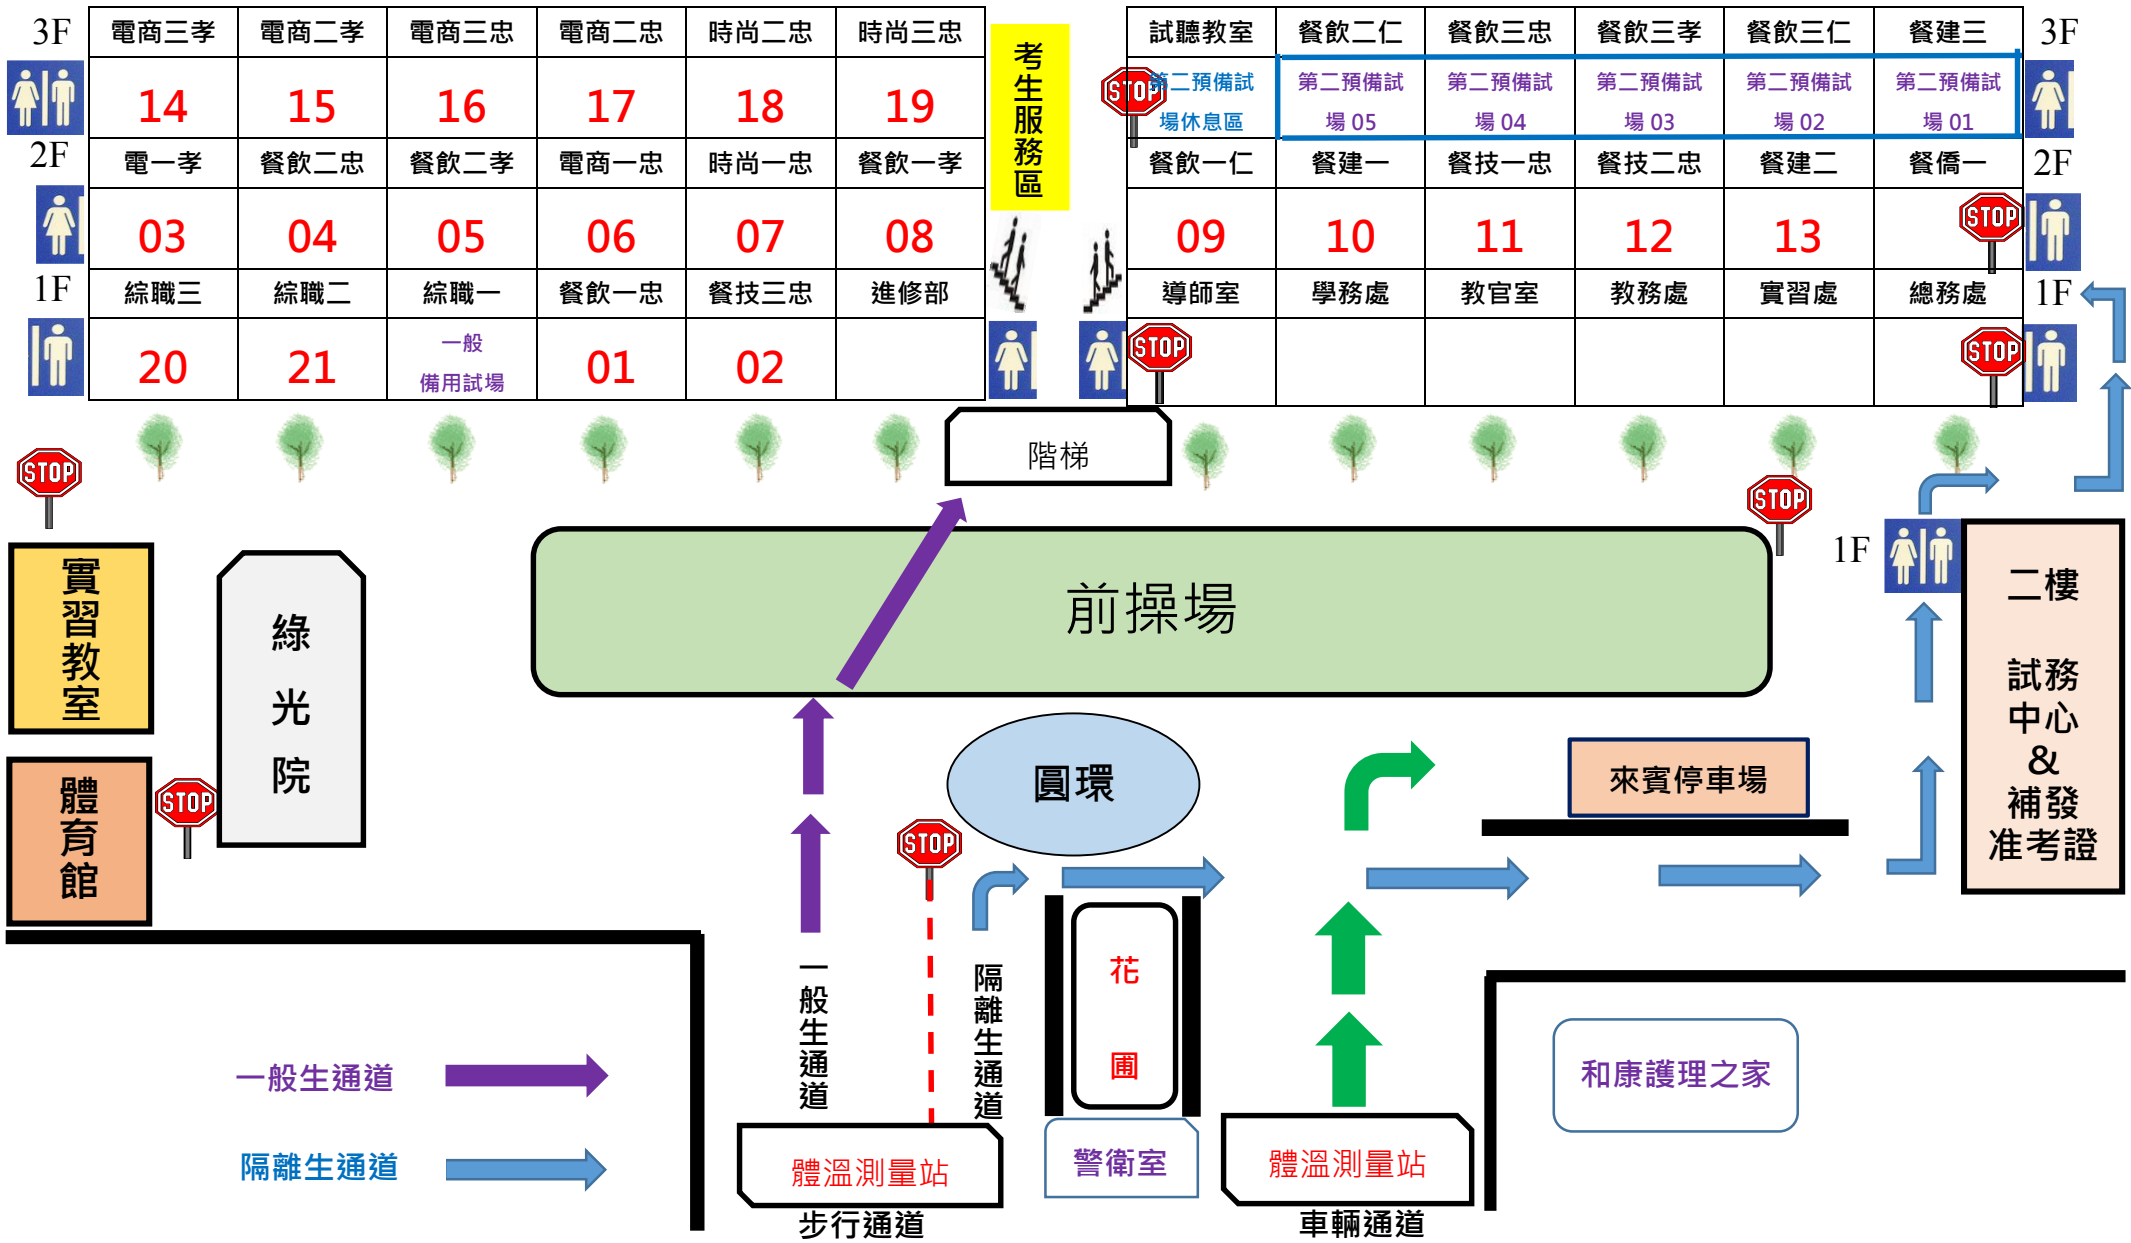 3F
電商三孝 電商二孝 電商三忠 電商二忠 時尚二忠 時尚三忠
14 15 16 17 18 19
2F
電一孝 餐飲二忠 餐飲二孝 電商一忠 時尚一忠 餐飲一孝
03 04 05 06 07 08
1F
綜職三 綜職二 綜職一 餐飲一忠 餐技三忠 進修部
20 21 一般 01 02
備用試場
考生服務區
試聽教室 餐飲二仁 餐飲三忠 餐飲三孝 餐飲三仁 餐建三
3F
STOP
第二預備試 第二預備試 第二預備試 第二預備試 第二預備試 第二預備試
場休息區 場 05 場 04 場 03 場 02 場 01
餐飲一仁 餐建一 餐技一忠 餐技二忠 餐建二 餐僑一
2F
09 10 11 12 13
STOP
導師室 學務處 教官室 教務處 實習處 總務處
1F
STOP
STOP
階梯
STOP
STOP
1F
實習教室
綠光院
前操場
二樓
試務
中心
&
補發
准考證
體育館
STOP
圓環
來賓停車場
STOP
一般生通道
隔離生通道
花圃
和康護理之家
一般生通道
隔離生通道
體溫測量站
警衛室
體溫測量站
步行通道
車輛通道